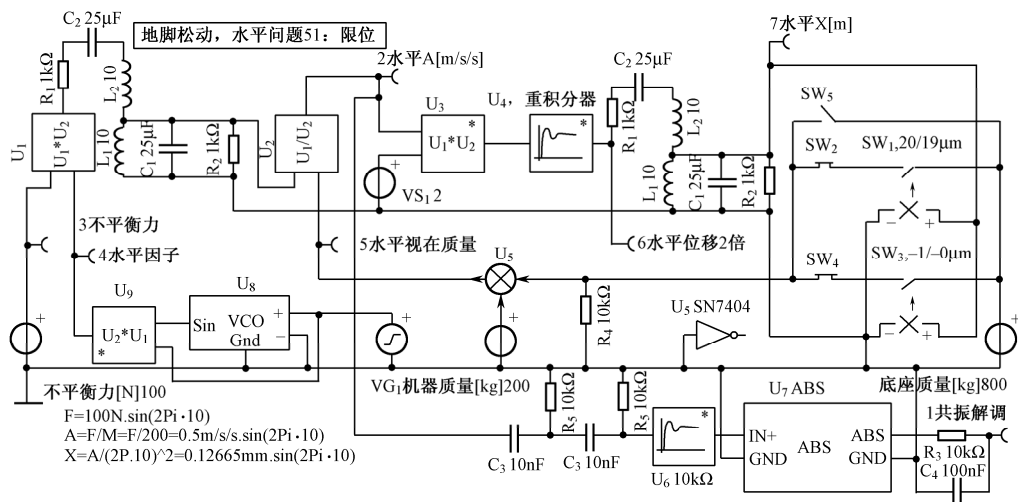 C₂ 25μF
地脚松动，水平问题51：限位
7水平X[m]
2水平A[m/s/s]
C₂ 25μF
R₁ 1kΩ
L₂ 10
U₃
U₄，重积分器
R₁ 1kΩ
L₂ 10
SW₅
U₁
U₁*U₂
L₁ 10
C₁ 25μF
R₂ 1kΩ
U₂
U₁/U₂
U₁*U₂
*
*
SW₂
SW₁,20/19μm
VS₁ 2
+
L₁ 10
C₁ 25μF
R₂ 1kΩ
− +
3不平衡力
4水平因子
5水平视在质量
6水平位移2倍
SW₄
SW₃,−1/−0μm
U₅
U₉
U₈
U₂*U₁
*
Sin
VCO
Gnd
+
−
+
+
+
R₄ 10kΩ
U₅ SN7404
− +
+
不平衡力[N]100
VG₁机器质量[kg]200
U₇ ABS
底座质量[kg]800
F=100N.sin(2Pi·10)
A=F/M=F/200=0.5m/s/s.sin(2Pi·10)
X=A/(2P.10)^2=0.12665mm.sin(2Pi·10)
R₅ 10kΩ
R₅ 10kΩ
*
1共振解调
IN+
GND
ABS
ABS
GND
C₃ 10nF
C₃ 10nF
U₆ 10kΩ
R₃ 10kΩ
C₄ 100nF